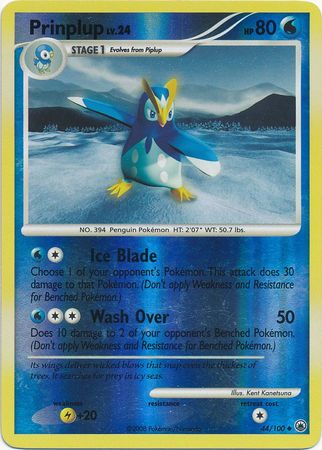 Prinplup LV.24 HP 80
STAGE 1 Evolves from Piplup
NO. 394 Penguin Pokémon HT: 2'07" WT: 50.7 lbs.
Ice Blade
Choose 1 of your opponent's Pokémon. This attack does 30
damage to that Pokémon. (Don't apply Weakness and Resistance
for Benched Pokémon.)
Wash Over 50
Does 10 damage to 2 of your opponent's Benched Pokémon.
(Don't apply Weakness and Resistance for Benched Pokémon.)
Its wings deliver wicked blows that snap even the thickest of
trees. It searches for prey in icy seas.
Illus. Kent Kanetsuna
weakness resistance retreat cost
+20
©2008 Pokémon/Nintendo 44/100